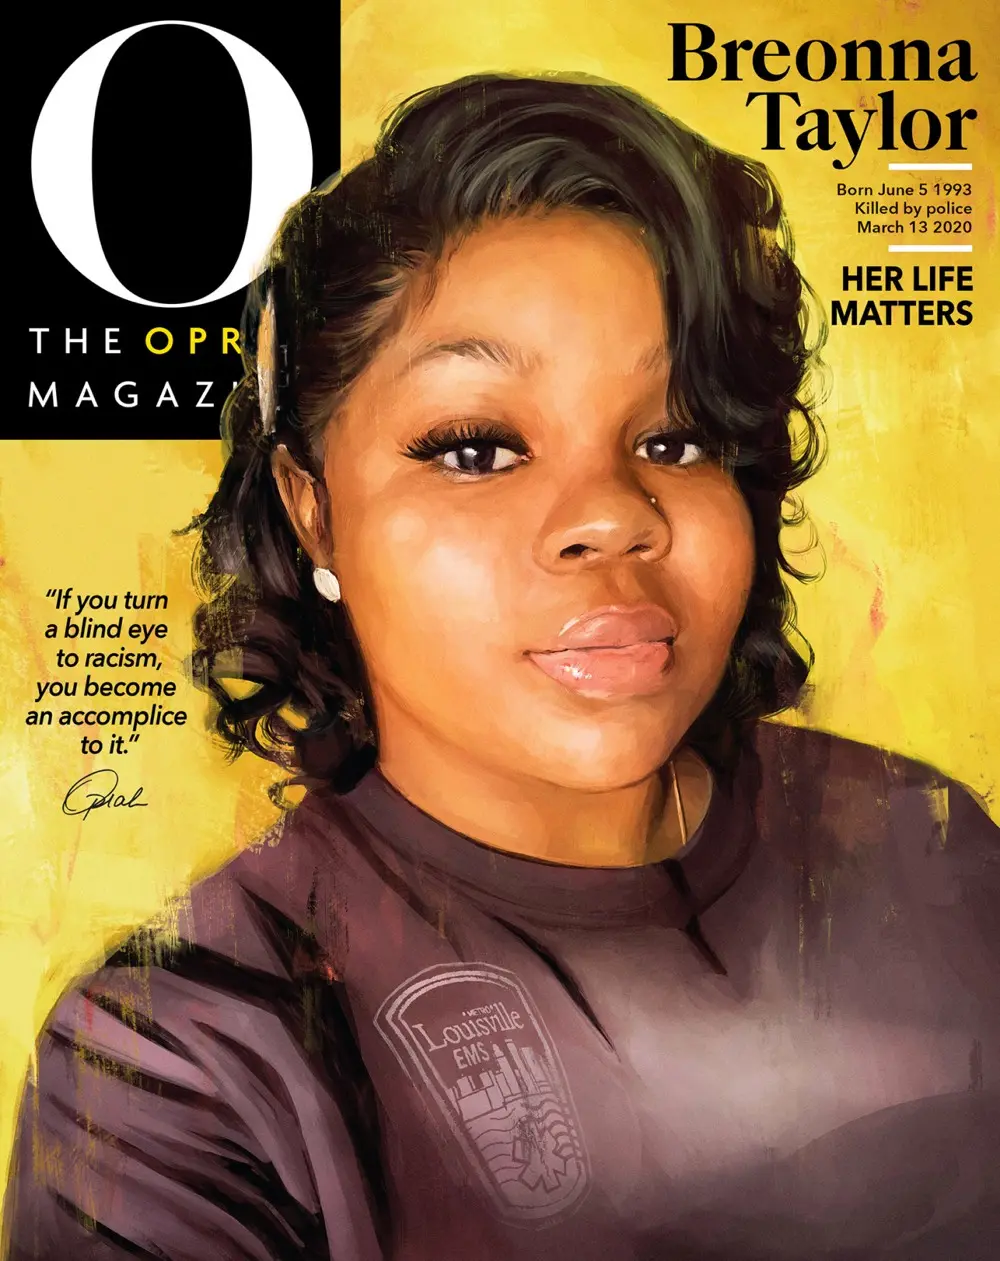 O
THE OPR
MAGAZI
Breonna
Taylor
Born June 5 1993
Killed by police
March 13 2020
HER LIFE
MATTERS
“If you turn
a blind eye
to racism,
you become
an accomplice
to it.”
Oprah
METRO
Louisville
EMS